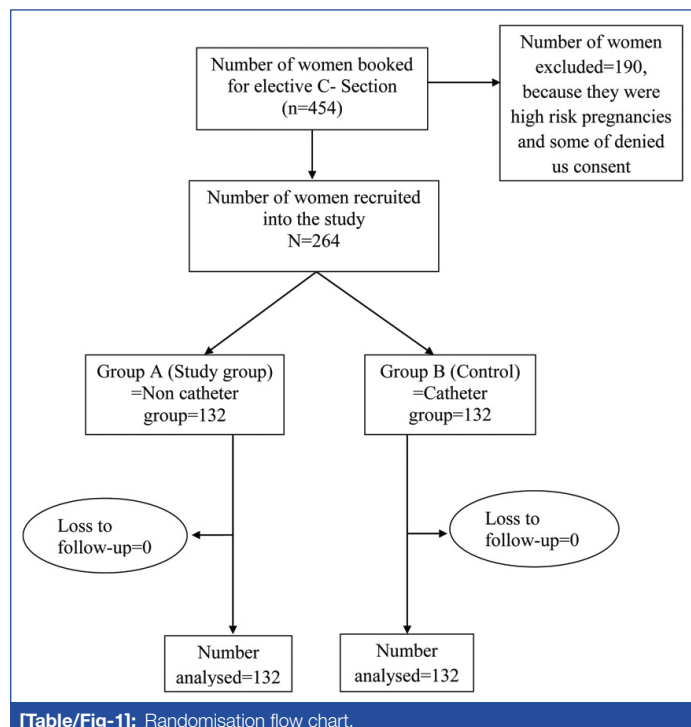 Number of women booked
for elective C- Section
(n=454)
Number of women
excluded=190,
because they were
high risk pregnancies
and some of denied
us consent
Number of women recruited
into the study
N=264
Group A (Study group)
=Non catheter
group=132
Group B (Control)
=Catheter
group=132
Loss to
follow-up=0
Loss to
follow-up=0
Number
analysed=132
Number
analysed=132
[Table/Fig-1]: Randomisation flow chart.